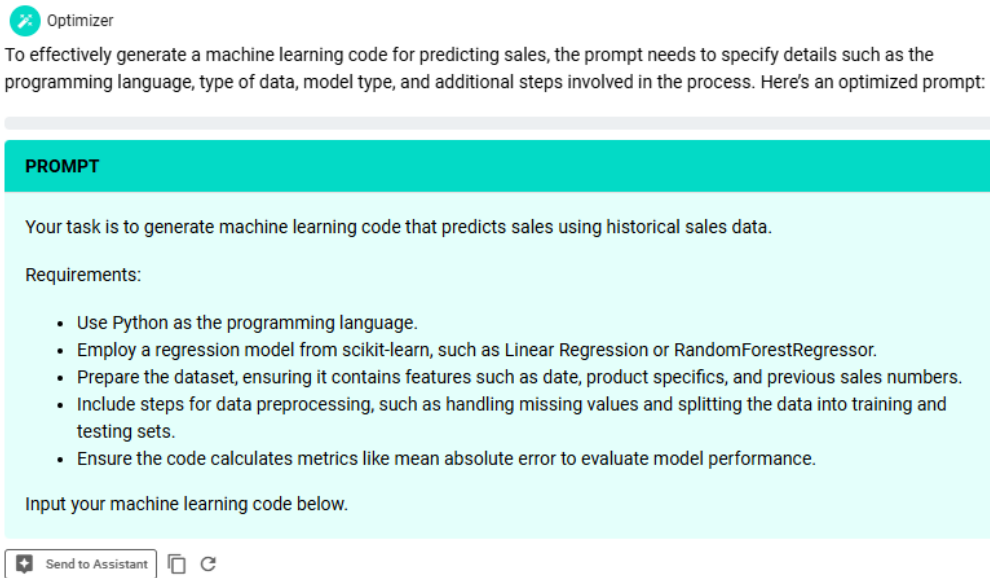 Optimizer
To effectively generate a machine learning code for predicting sales, the prompt needs to specify details such as the
programming language, type of data, model type, and additional steps involved in the process. Here’s an optimized prompt:
PROMPT
Your task is to generate machine learning code that predicts sales using historical sales data.
Requirements:
• Use Python as the programming language.
• Employ a regression model from scikit-learn, such as Linear Regression or RandomForestRegressor.
• Prepare the dataset, ensuring it contains features such as date, product specifics, and previous sales numbers.
• Include steps for data preprocessing, such as handling missing values and splitting the data into training and
testing sets.
• Ensure the code calculates metrics like mean absolute error to evaluate model performance.
Input your machine learning code below.
Send to Assistant